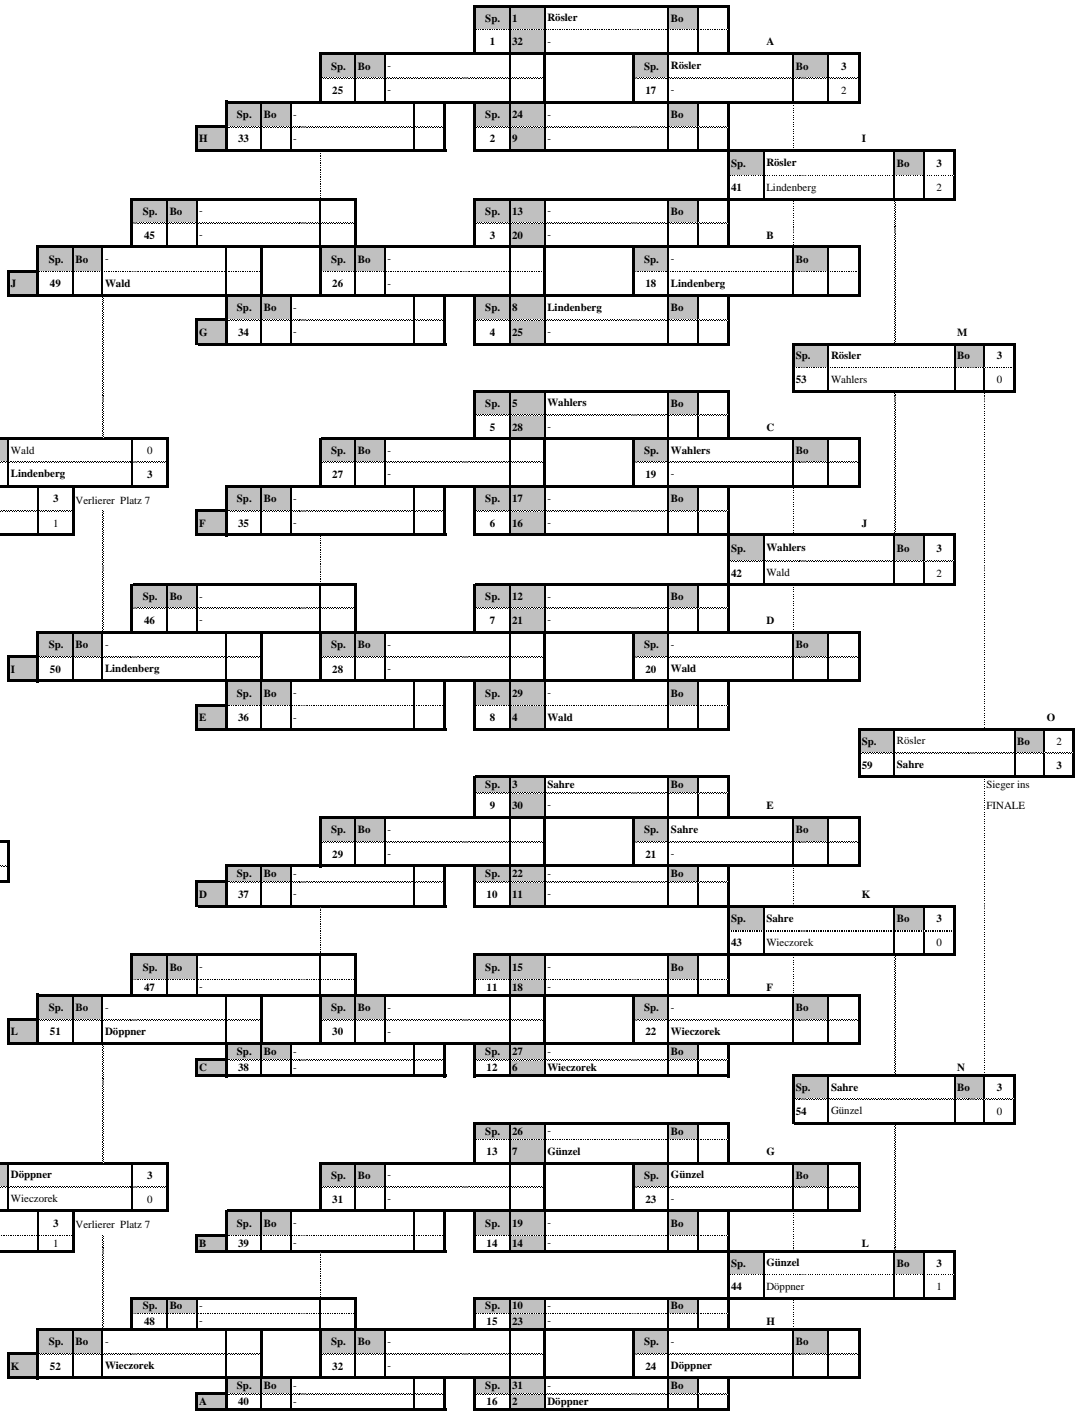 Sp. 1 Rösler Bo
1 32 - A
Sp. Bo - Sp. Rösler Bo 3
25 - 17 - 2
Sp. Bo - Sp. 24 - Bo
H 33 - 2 9 - I
Sp. Rösler Bo 3
41 Lindenberg 2
Sp. Bo - Sp. 13 - Bo
45 - 3 20 - B
Sp. Bo - Sp. Bo - Sp. - Bo
J 49 Wald 26 - 18 Lindenberg
Sp. Bo - Sp. 8 Lindenberg Bo
G 34 - 4 25 - M
Sp. Rösler Bo 3
53 Wahlers 0
Sp. 5 Wahlers Bo
5 28 - C
Wald 0 Sp. Bo - Sp. Wahlers Bo
Lindenberg 3 27 - 19 -
3 Verlierer Platz 7 Sp. Bo - Sp. 17 - Bo
1 F 35 - 6 16 - J
Sp. Wahlers Bo 3
42 Wald 2
Sp. Bo - Sp. 12 - Bo
46 - 7 21 - D
Sp. Bo - Sp. Bo - Sp. - Bo
I 50 Lindenberg 28 - 20 Wald
Sp. Bo - Sp. 29 - Bo
E 36 - 8 4 Wald O
Sp. Rösler Bo 2
59 Sahre 3
Sp. 3 Sahre Bo Sieger ins
9 30 - E FINALE
Sp. Bo - Sp. Sahre Bo
29 - 21 -
Sp. Bo - Sp. 22 - Bo
D 37 - 10 11 - K
Sp. Sahre Bo 3
43 Wieczorek 0
Sp. Bo - Sp. 15 - Bo
47 - 11 18 - F
Sp. Bo - Sp. Bo - Sp. - Bo
L 51 Döppner 30 - 22 Wieczorek
Sp. Bo - Sp. 27 - Bo
C 38 - 12 6 Wieczorek N
Sp. Sahre Bo 3
54 Günzel 0
Sp. 26 - Bo
13 7 Günzel G
Döppner 3 Sp. Bo - Sp. Günzel Bo
Wieczorek 0 31 - 23 -
3 Verlierer Platz 7 Sp. Bo - Sp. 19 - Bo
1 B 39 - 14 14 - L
Sp. Günzel Bo 3
44 Döppner 1
Sp. Bo - Sp. 10 - Bo
48 - 15 23 - H
Sp. Bo - Sp. Bo - Sp. - Bo
K 52 Wieczorek 32 - 24 Döppner
Sp. Bo - Sp. 31 - Bo
A 40 - 16 2 Döppner